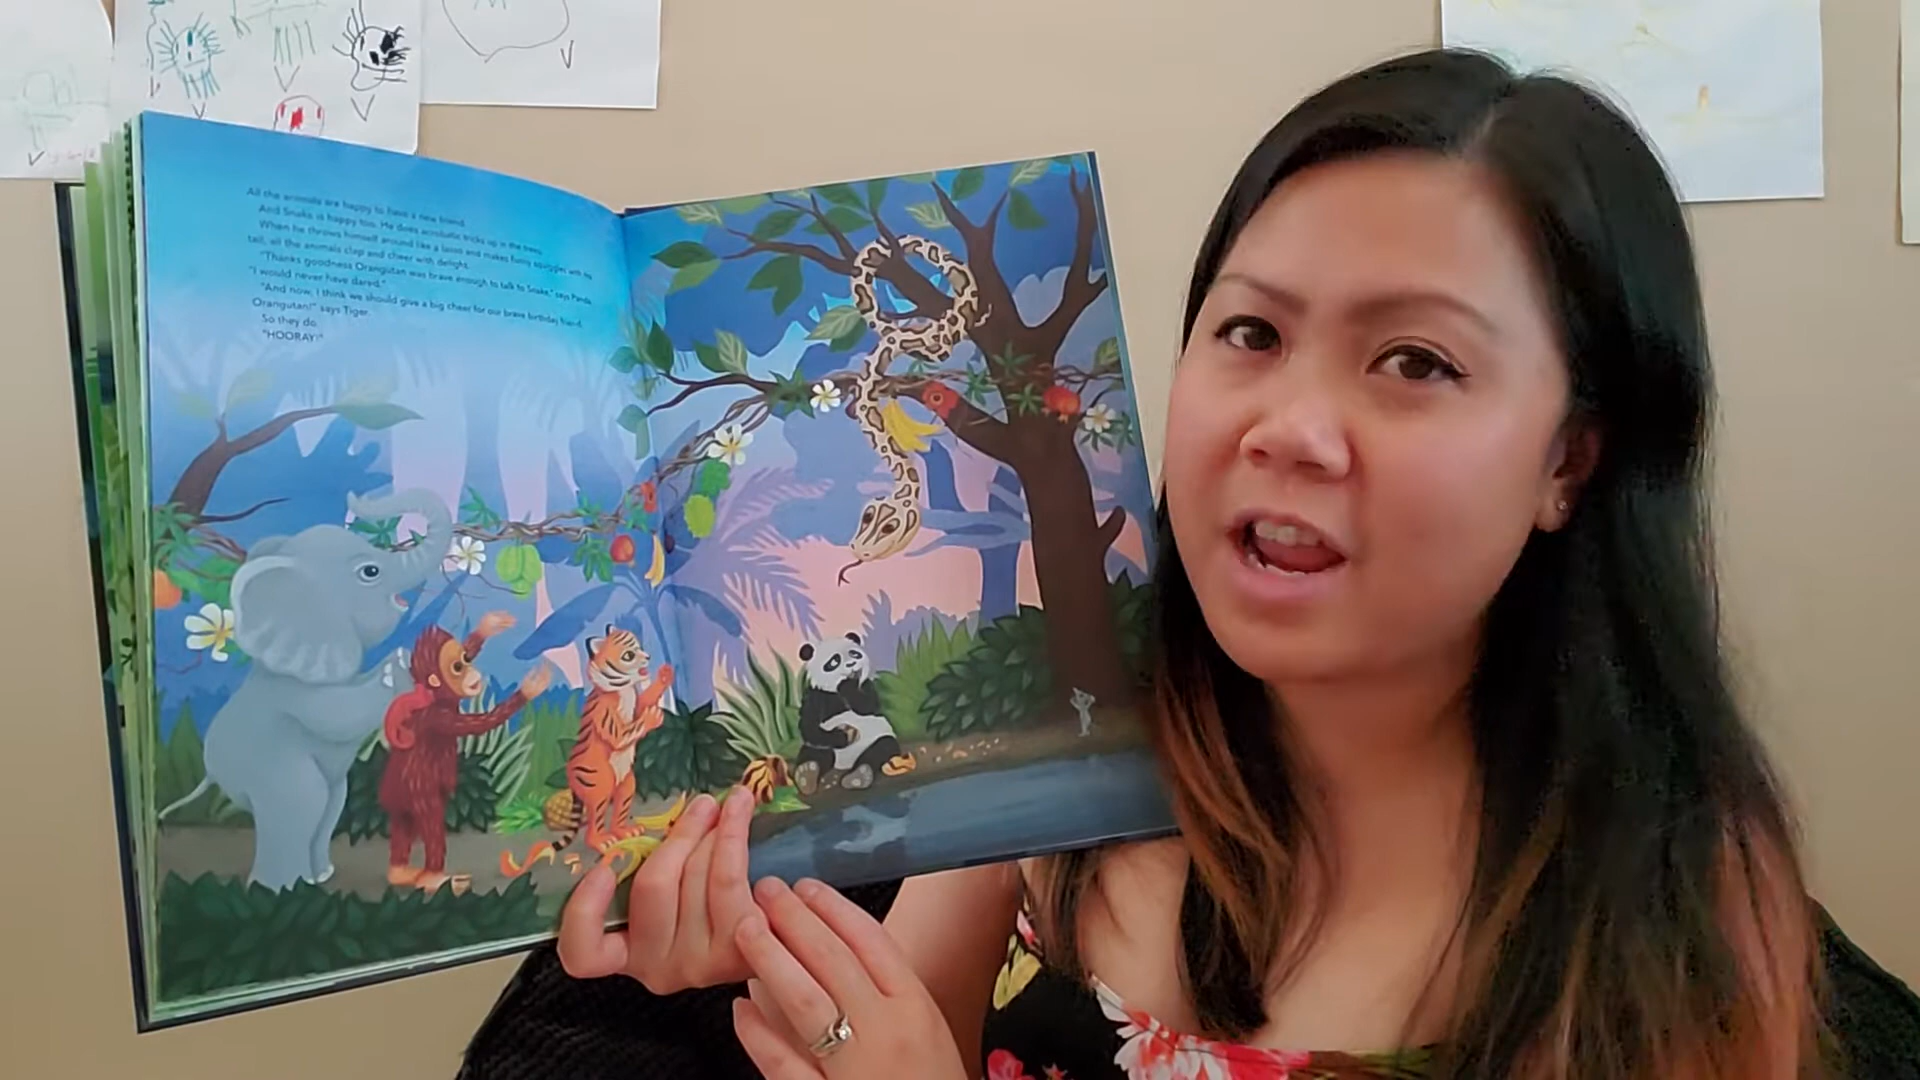 All the animals are happy to have a new friend.
And Snake is happy too. He does acrobatic tricks up in the trees.
When he throws himself around like a lasso and makes funny squiggles with his
tail, all the animals clap and cheer with delight.
"Thanks goodness Orangutan was brave enough to talk to Snake," says Panda.
"I would never have dared."
"And now, I think we should give a big cheer for our brave birthday friend,
Orangutan!" says Tiger.
So they do.
"HOORAY!"